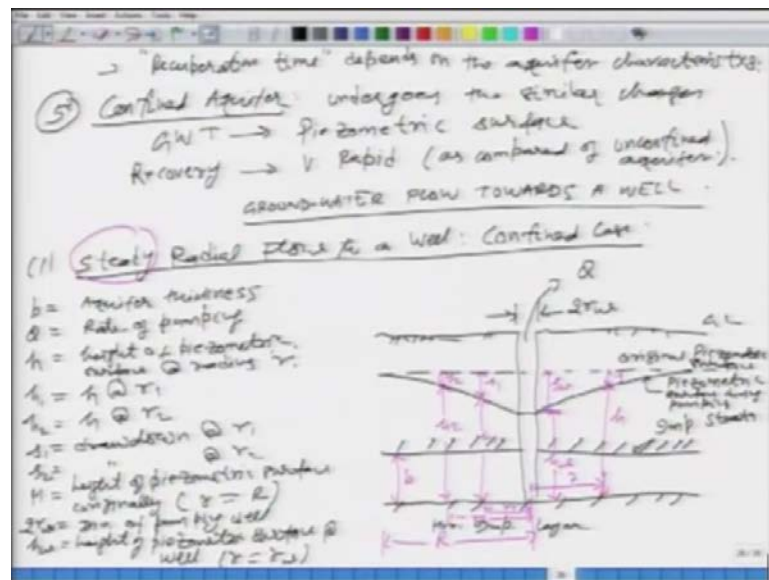 → "Recuperation time" depends on the aquifer characteristics.
5) Confined Aquifer: undergoes the similar changes
GWT → Piezometric surface
Recovery → V Rapid (as compared of unconfined aquifer).
GROUND-WATER FLOW TOWARDS A WELL.
(1) Steady Radial Flow to a Well: Confined Case
b = Aquifer thickness
Q = Rate of pumping
h = height of piezometric surface @ radius r.
h1 = h @ r1
h2 = h @ r2
s1 = drawdown @ r1
s2 = " @ r2
H = height of piezometric surface originally (r = R)
2rw = of pumping well
hw = height of piezometric surface @ well (r = rw)
Q
2rw
GL
original Piezometric surface
Piezometric surface during pumping
Imp. Strata
s1
h2
h
hw
b
r
Imp. Layer
R